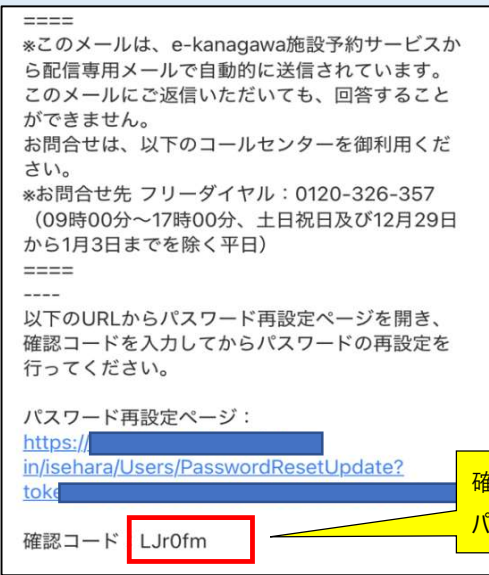 ====
※このメールは、e-kanagawa施設予約サービスか
ら配信専用メールで自動的に送信されています。
このメールにご返信いただいても、回答すること
ができません。
お問合せは、以下のコールセンターを御利用くだ
さい。
※お問合せ先 フリーダイヤル：0120-326-357
（09時00分～17時00分、土日祝日及び12月29日
から1月3日までを除く平日）
====
----
以下のURLからパスワード再設定ページを開き、
確認コードを入力してからパスワードの再設定を
行ってください。
パスワード再設定ページ：
https://
in/isehara/Users/PasswordResetUpdate?
toke
確
パ
確認コード：LJr0fm